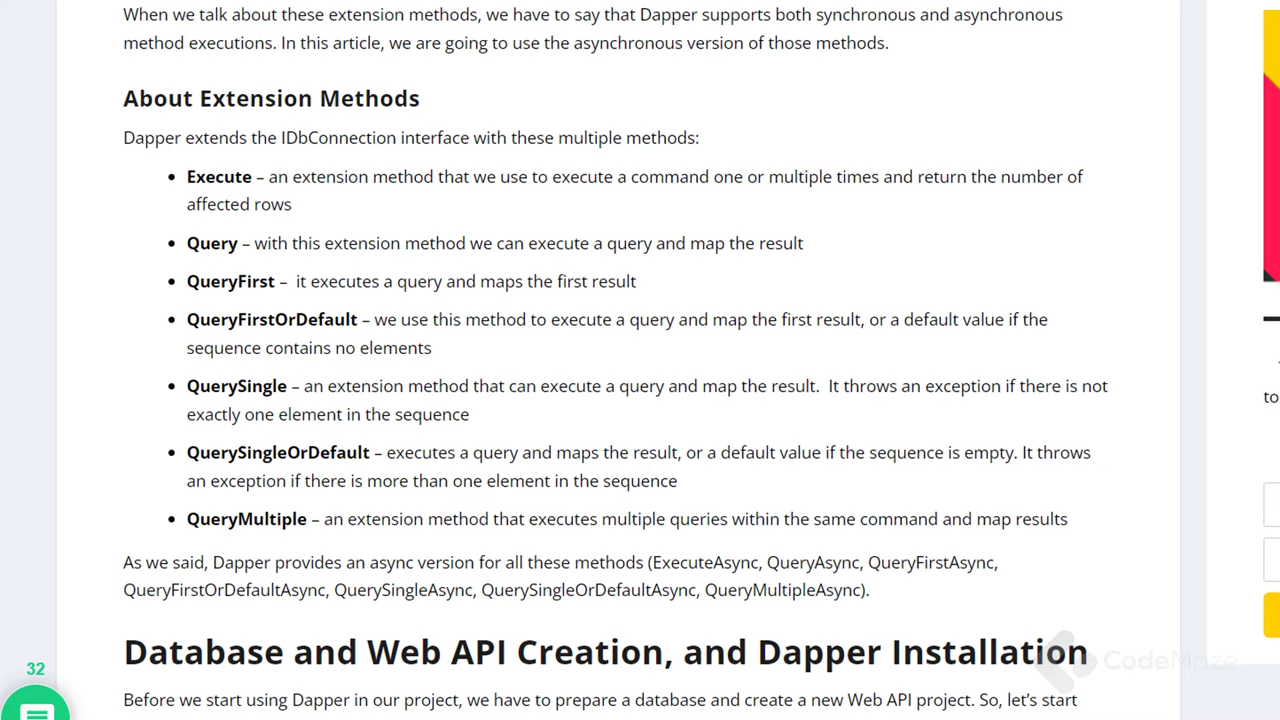 When we talk about these extension methods, we have to say that Dapper supports both synchronous and asynchronous
method executions. In this article, we are going to use the asynchronous version of those methods.
About Extension Methods
Dapper extends the IDbConnection interface with these multiple methods:
• Execute – an extension method that we use to execute a command one or multiple times and return the number of
affected rows
• Query – with this extension method we can execute a query and map the result
• QueryFirst –  it executes a query and maps the first result
• QueryFirstOrDefault – we use this method to execute a query and map the first result, or a default value if the
sequence contains no elements
• QuerySingle – an extension method that can execute a query and map the result.  It throws an exception if there is not
exactly one element in the sequence
• QuerySingleOrDefault – executes a query and maps the result, or a default value if the sequence is empty. It throws
an exception if there is more than one element in the sequence
• QueryMultiple – an extension method that executes multiple queries within the same command and map results
As we said, Dapper provides an async version for all these methods (ExecuteAsync, QueryAsync, QueryFirstAsync,
QueryFirstOrDefaultAsync, QuerySingleAsync, QuerySingleOrDefaultAsync, QueryMultipleAsync).
Database and Web API Creation, and Dapper Installation
Before we start using Dapper in our project, we have to prepare a database and create a new Web API project. So, let's start
32
to
CodeMaze